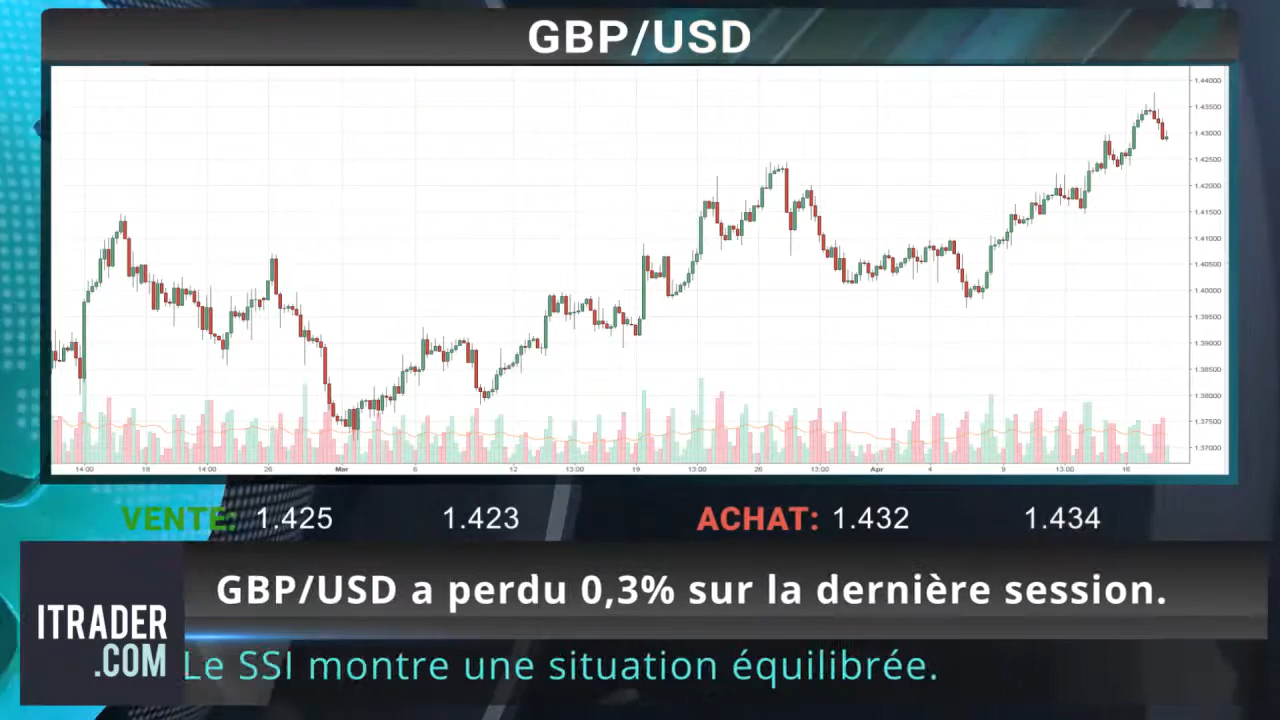 GBP/USD
1.44000
1.43500
1.43000
1.42500
1.42000
1.41500
1.41000
1.40500
1.40000
1.39500
1.39000
1.38500
1.38000
1.37500
1.37000
14:00 19 14:00 26 Mar 6 12 13:00 19 13:00 26 13:00 Apr 4 9 13:00 16
VENTE: 1.425 1.423 ACHAT: 1.432 1.434
GBP/USD a perdu 0,3% sur la dernière session.
ITRADER
.COM
Le SSI montre une situation équilibrée.